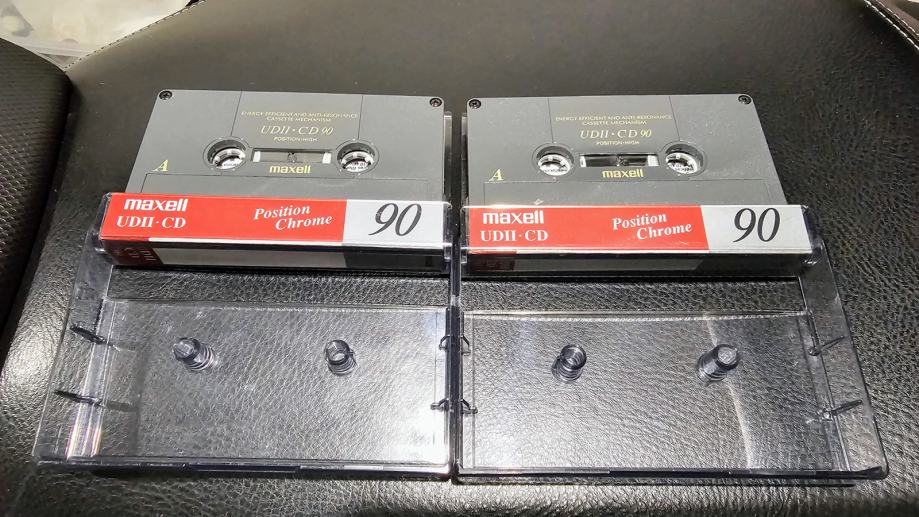 ENERGY EFFICIENT AND ANTI-RESONANCE
CASSETTE MECHANISM
UDII·CD 90
POSITION·HIGH
A
maxell
maxell
UDII·CD
Position
Chrome
90
ENERGY EFFICIENT AND ANTI-RESONANCE
CASSETTE MECHANISM
UDII·CD 90
POSITION·HIGH
A
maxell
maxell
UDII·CD
Position
Chrome
90